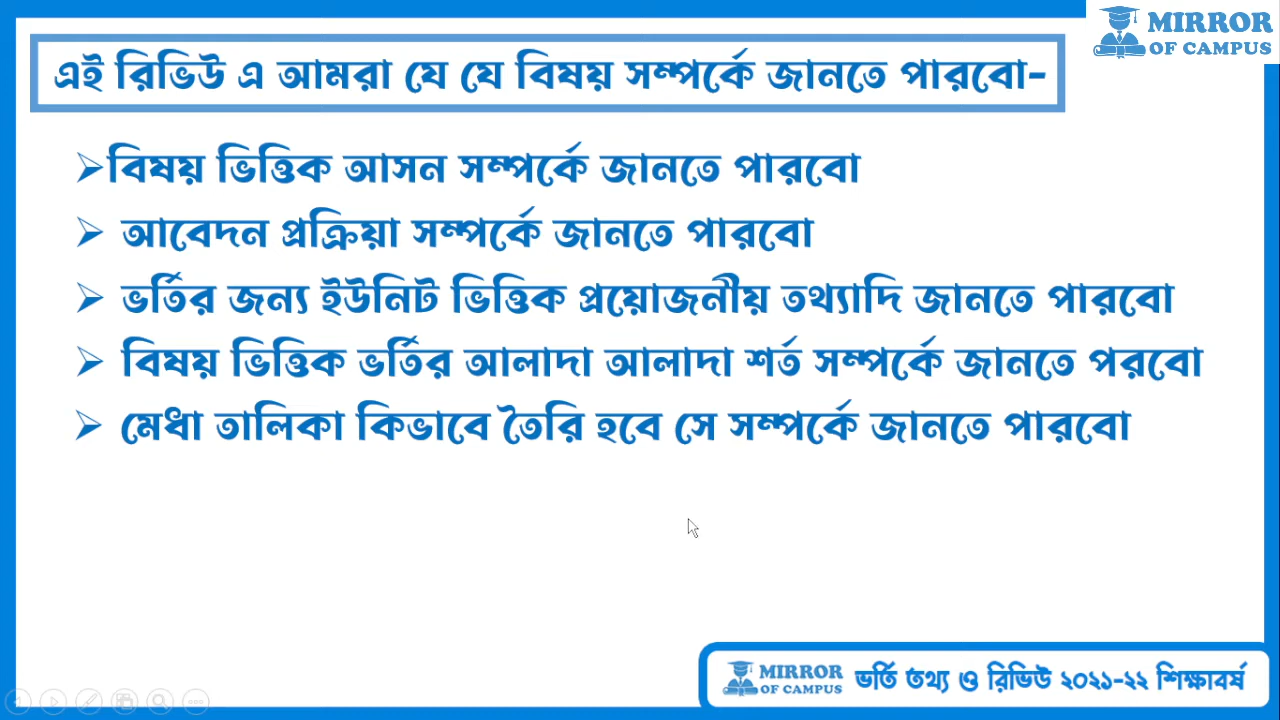 MIRROR
OF CAMPUS
এই রিভিউ এ আমরা যে যে বিষয় সম্পর্কে জানতে পারবো-
➢বিষয় ভিত্তিক আসন সম্পর্কে জানতে পারবো
➢ আবেদন প্রক্রিয়া সম্পর্কে জানতে পারবো
➢ ভর্তির জন্য ইউনিট ভিত্তিক প্রয়োজনীয় তথ্যাদি জানতে পারবো
➢ বিষয় ভিত্তিক ভর্তির আলাদা আলাদা শর্ত সম্পর্কে জানতে পরবো
➢ মেধা তালিকা কিভাবে তৈরি হবে সে সম্পর্কে জানতে পারবো
MIRROR
OF CAMPUS
ভর্তি তথ্য ও রিভিউ ২০২১-২২ শিক্ষাবর্ষ